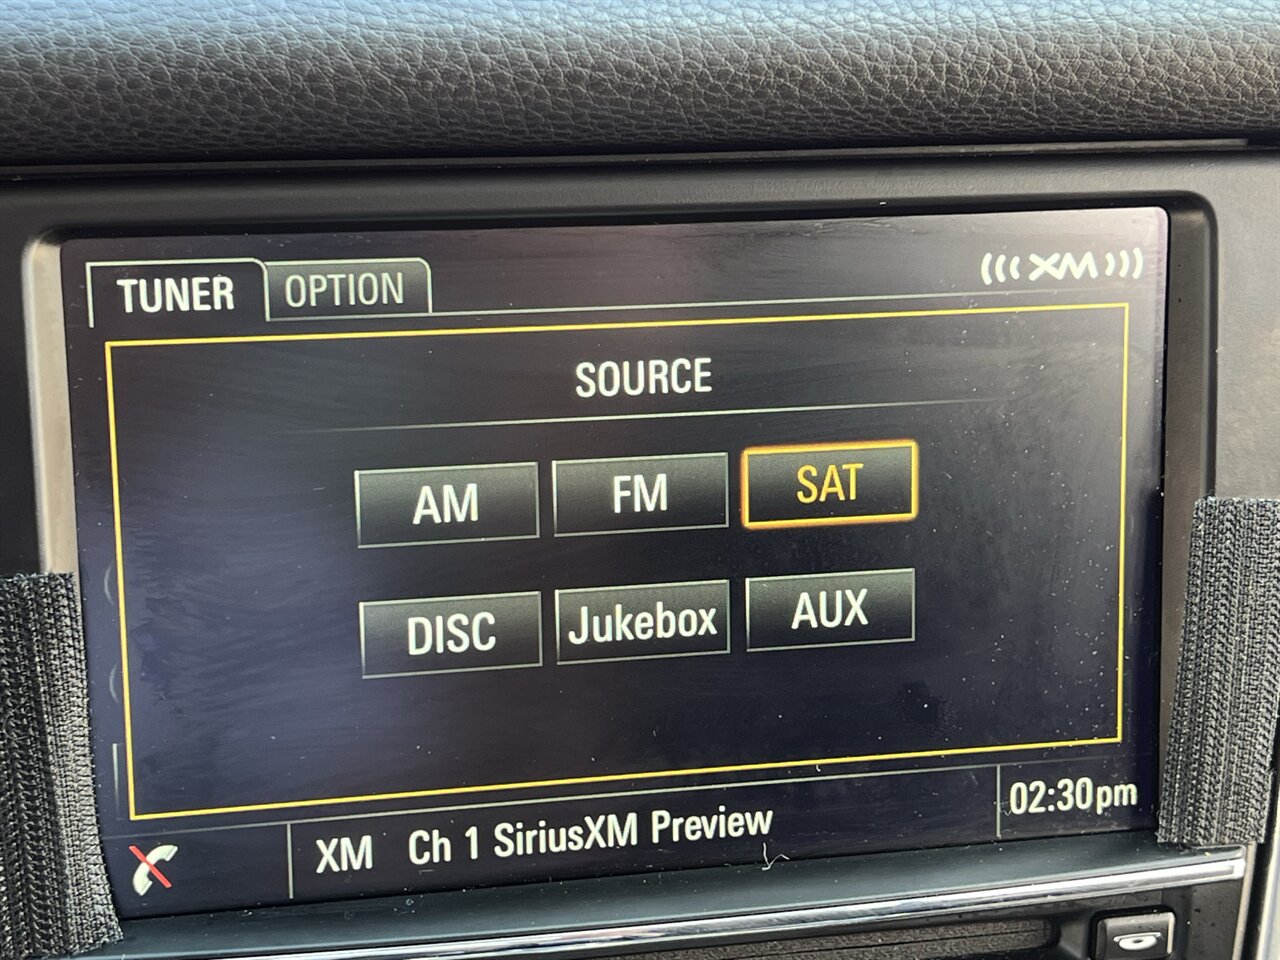 TUNER OPTION
(((XM)))
SOURCE
AM FM SAT
DISC Jukebox AUX
XM Ch 1 SiriusXM Preview
02:30pm